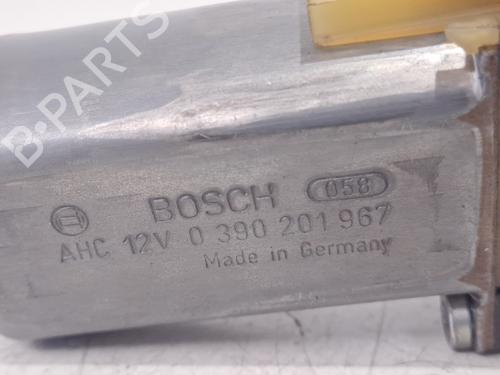 B-PARTS
BOSCH 058
AHC 12V 0 390 201 967
Made in Germany